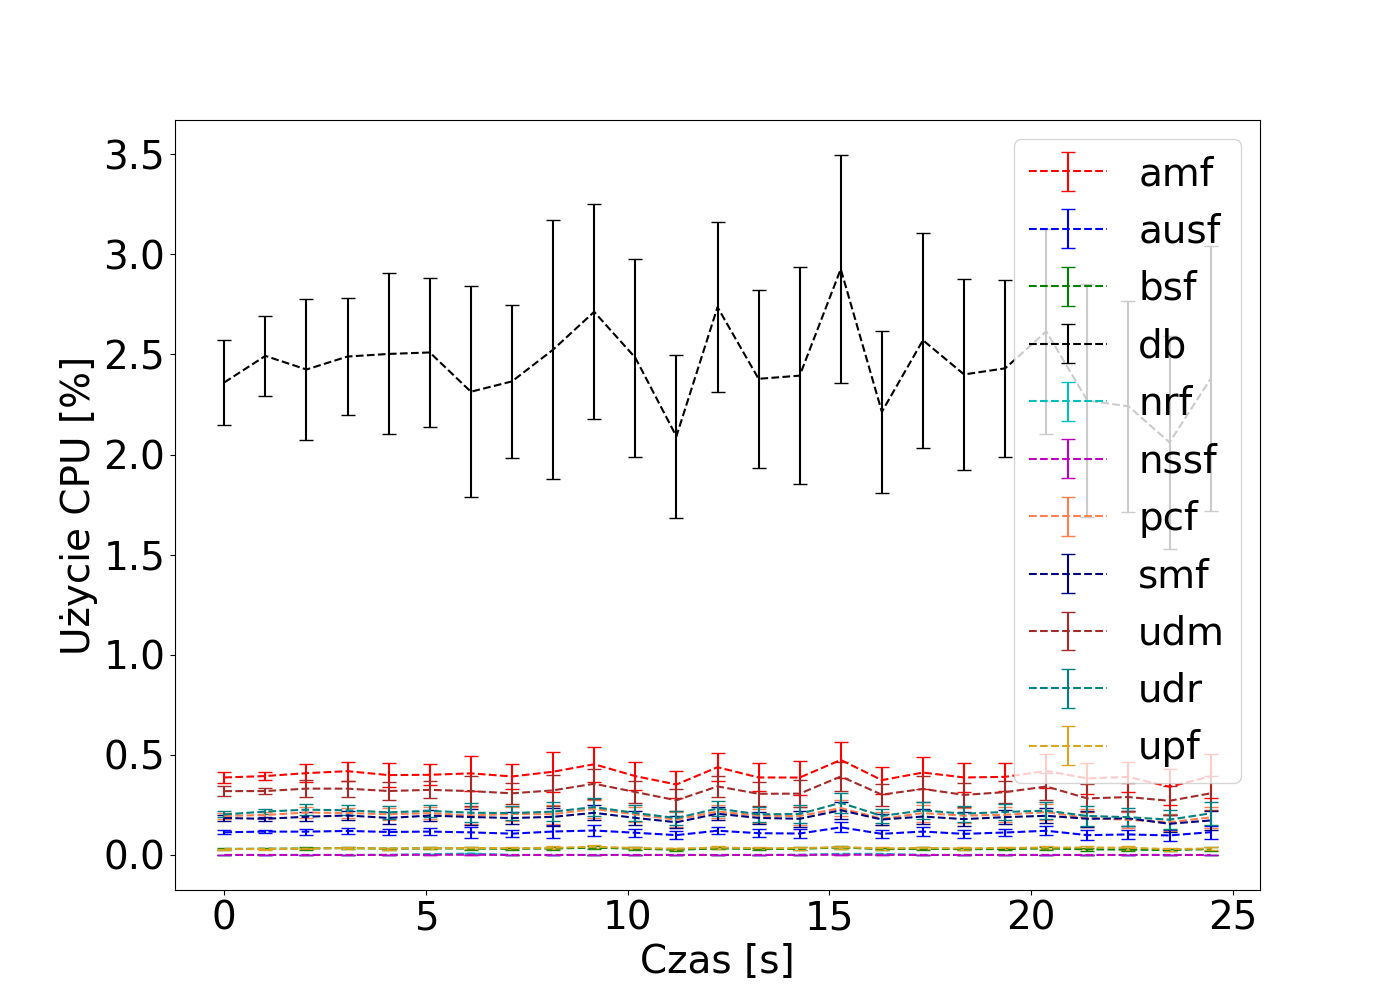 3.5
3.0
2.5
2.0
1.5
1.0
0.5
0.0
Użycie CPU [%]
0 5 10 15 20 25
Czas [s]
amf
ausf
bsf
db
nrf
nssf
pcf
smf
udm
udr
upf